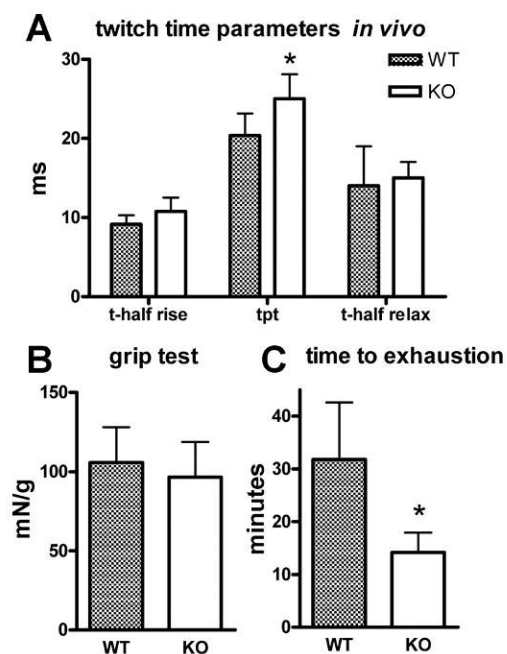 A twitch time parameters in vivo
WT
KO
*
30
20
10
0
ms
t-half rise tpt t-half relax
B grip test
150
100
50
0
mN/g
WT KO
C time to exhaustion
40
30
20
10
0
minutes
*
WT KO